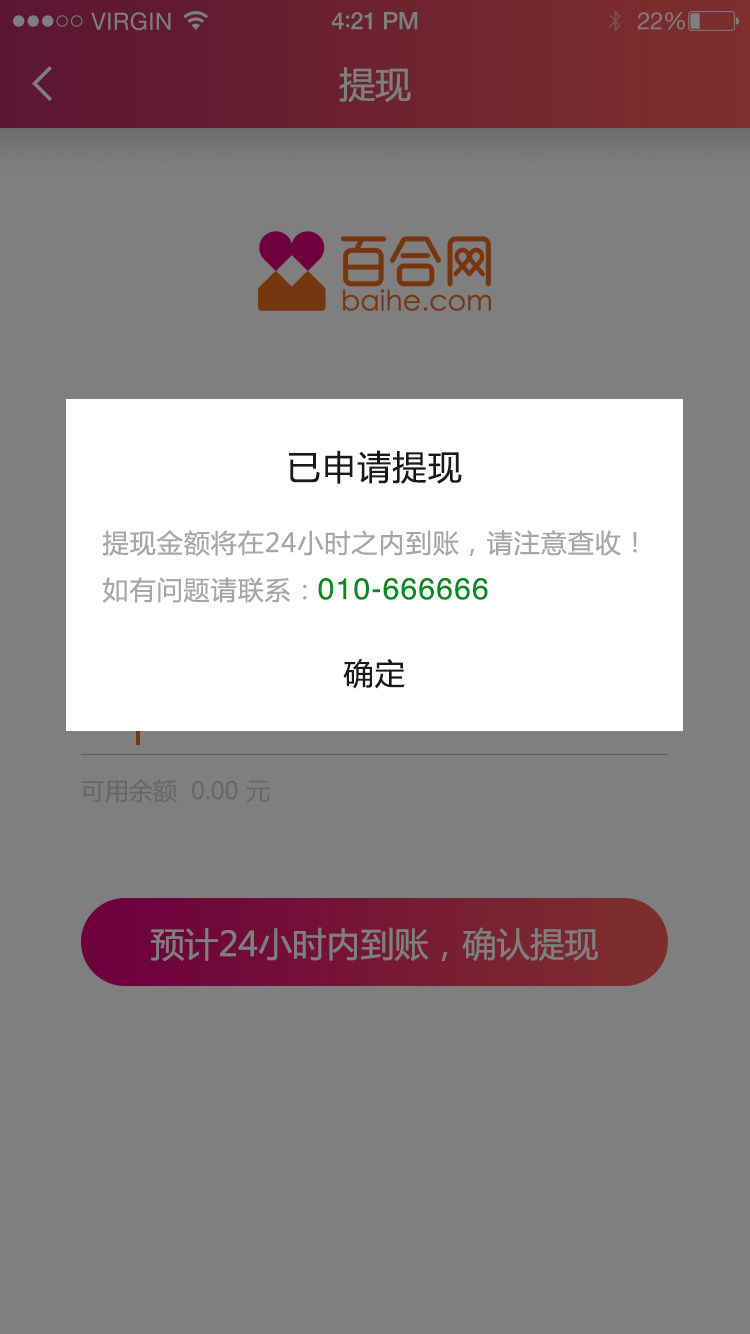 VIRGIN 4:21 PM 22%
提现
百合网
baihe.com
已申请提现
提现金额将在24小时之内到账，请注意查收！
如有问题请联系：010-666666
确定
可用余额 0.00 元
预计24小时内到账，确认提现